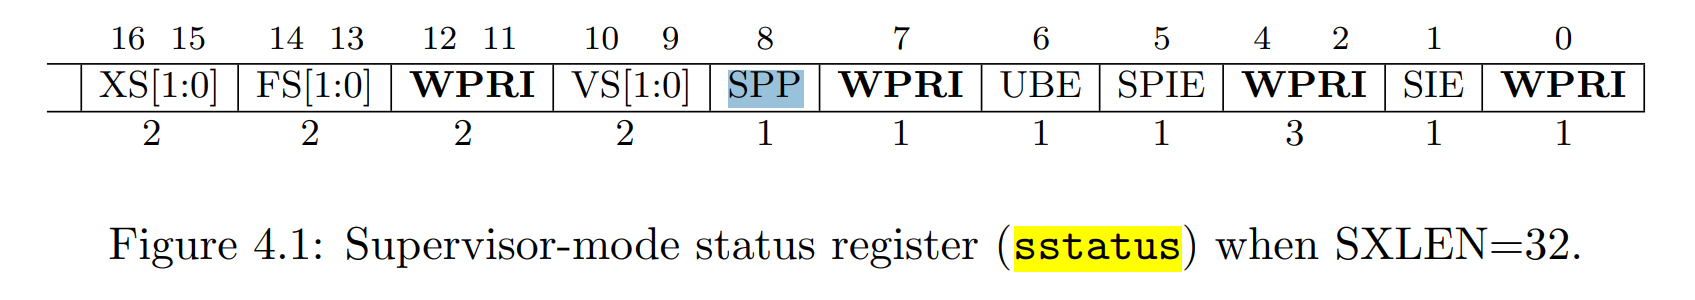 16 15 14 13 12 11 10 9 8 7 6 5 4 2 1 0
XS[1:0] FS[1:0] WPRI VS[1:0] SPP WPRI UBE SPIE WPRI SIE WPRI
2 2 2 2 1 1 1 1 3 1 1
Figure 4.1: Supervisor-mode status register (sstatus) when SXLEN=32.